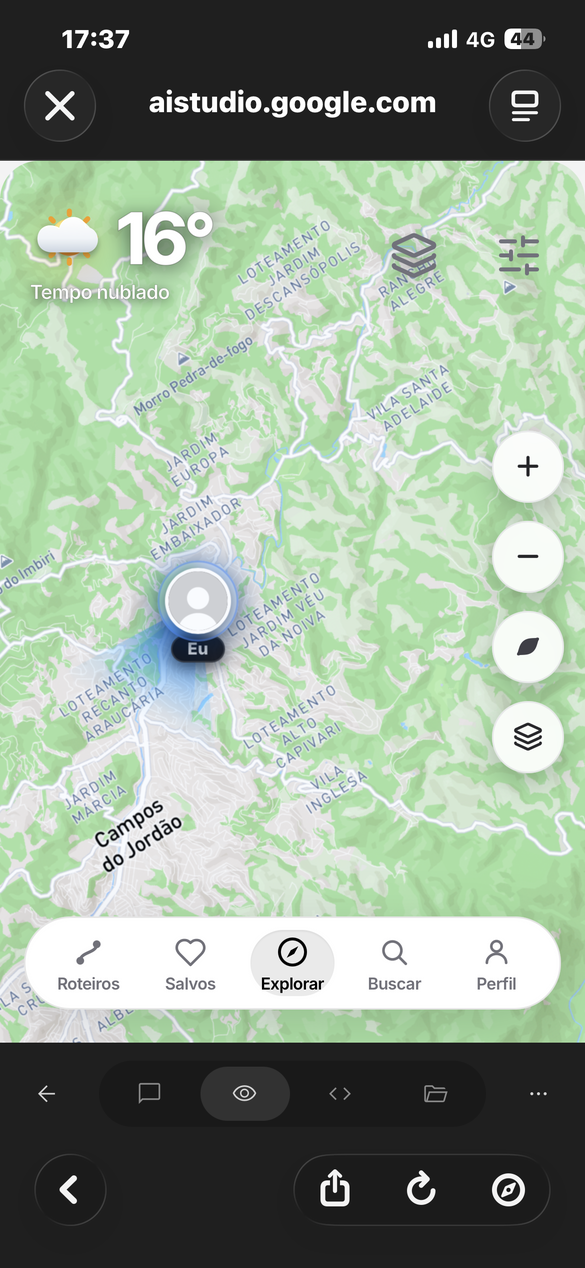 17:37
4G
44
aistudio.google.com
16°
Tempo nublado
LOTEAMENTO
JARDIM
DESCANSÓPOLIS
RANCHO
ALEGRE
Morro Pedra-de-fogo
VILA SANTA
ADELAIDE
JARDIM
EUROPA
JARDIM
EMBAIXADOR
do Imbiri
LOTEAMENTO
JARDIM VÉU
DA NOIVA
Eu
LOTEAMENTO
RECANTO
ARAUCÁRIA
LOTEAMENTO
ALTO
CAPIVARI
VILA
INGLESA
JARDIM
MÁRCIA
Campos
do Jordão
Roteiros
Salvos
Explorar
Buscar
Perfil
ALBE